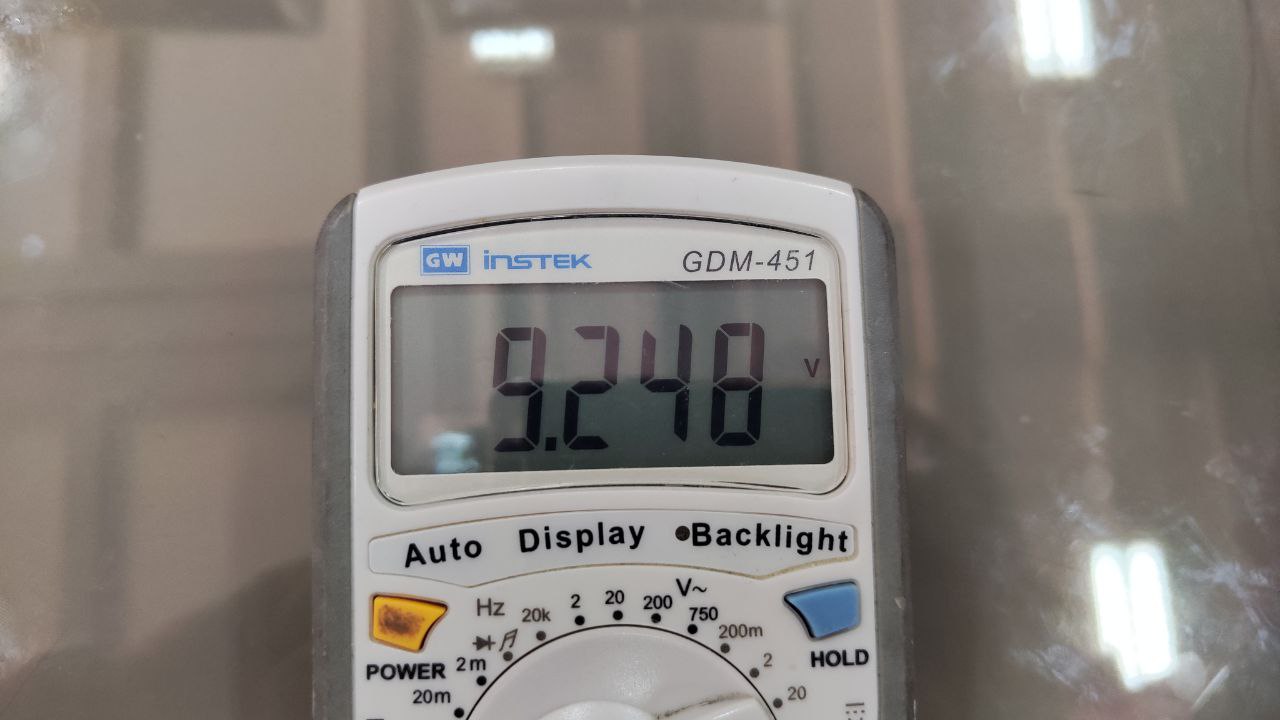 GW INSTEK GDM-451
9.248 V
Auto Display Backlight
V~
Hz 20k 2 20 200 750 200m 2 20
POWER 2m 20m
HOLD